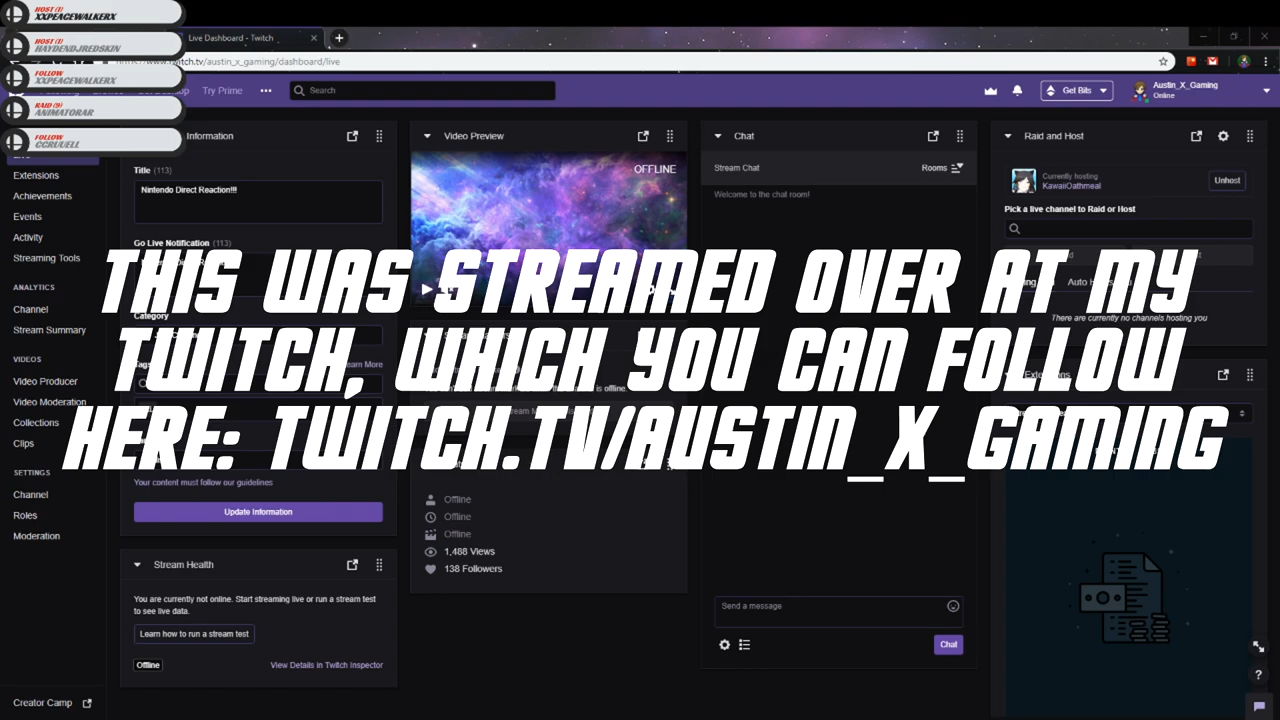 HOST (1)
XXPEACEWALKERX
HOST (1)
HAYDENDJREDSKIN
FOLLOW
XXPEACEWALKERX
RAID (9)
ANIMATORAR
FOLLOW
CCRUUELL
Live Dashboard - Twitch
twitch.tv/austin_x_gaming/dashboard/live
Try Prime
Search
Get Bits
Austin_X_Gaming
Online
Extensions
Achievements
Events
Activity
Streaming Tools
ANALYTICS
Channel
Stream Summary
VIDEOS
Video Producer
Video Moderation
Collections
Clips
SETTINGS
Channel
Roles
Moderation
Creator Camp
Information
Title (113)
Nintendo Direct Reaction!!!
Go Live Notification (113)
Category
Tags
Your content must follow our guidelines
Update Information
Stream Health
You are currently not online. Start streaming live or run a stream test
to see live data.
Learn how to run a stream test
Offline
View Details in Twitch Inspector
Video Preview
OFFLINE
Offline
Offline
Offline
1,488 Views
138 Followers
Chat
Stream Chat
Rooms
Welcome to the chat room!
Send a message
Chat
Raid and Host
Currently hosting
KawaiiOathmeal
Unhost
Pick a live channel to Raid or Host
There are currently no channels hosting you
Extensions
THIS WAS STREAMED OVER AT MY
TWITCH, WHICH YOU CAN FOLLOW
HERE: TWITCH.TV/AUSTIN_X_GAMING